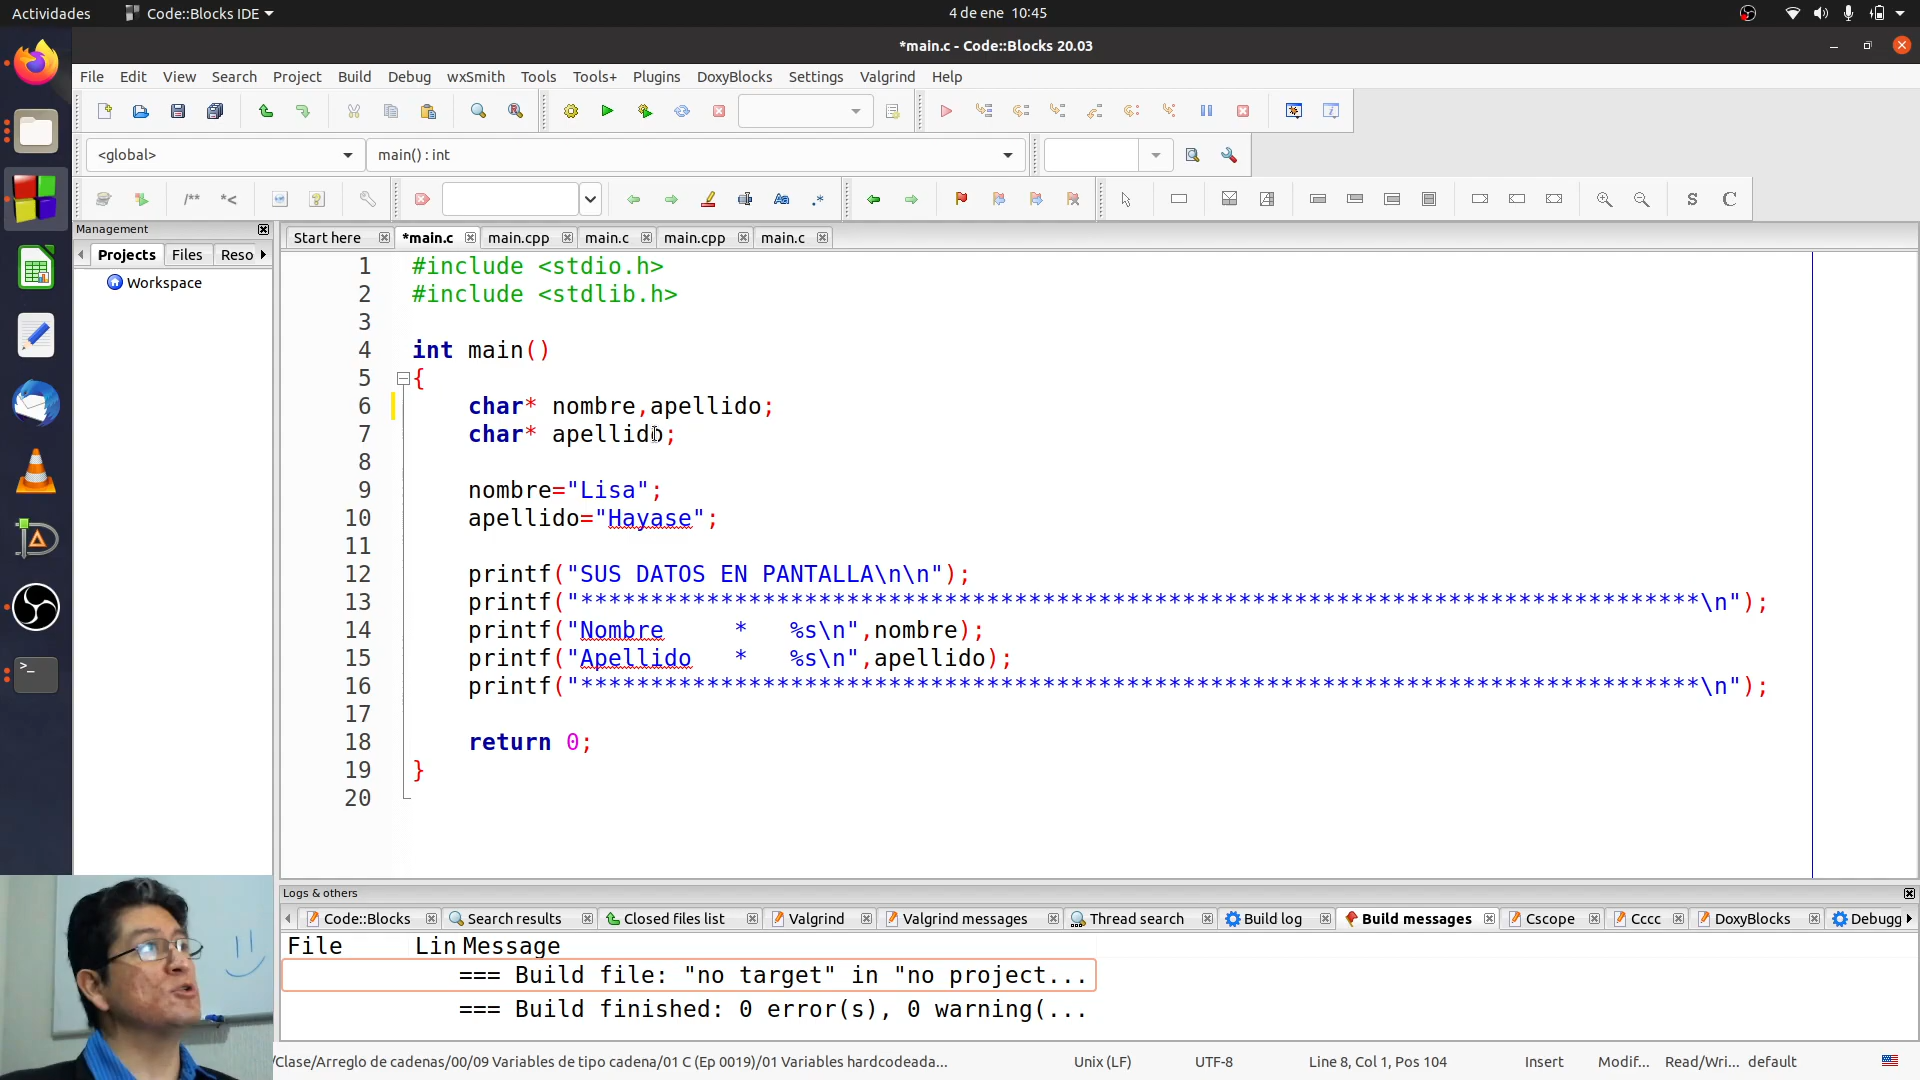 Actividades Code::Blocks IDE 4 de ene 10:45
*main.c - Code::Blocks 20.03
File Edit View Search Project Build Debug wxSmith Tools Tools+ Plugins DoxyBlocks Settings Valgrind Help
<global> main() : int
/** *< Aa .* S C
Management
Start here *main.c main.cpp main.c main.cpp main.c
Projects Files Reso
Workspace
1 #include <stdio.h>
2 #include <stdlib.h>
3
4 int main()
5 {
6 char* nombre,apellido;
7 char* apellido;
8
9 nombre="Lisa";
10 apellido="Hayase";
11
12 printf("SUS DATOS EN PANTALLA\n\n");
13 printf("********************************************************************************\n");
14 printf("Nombre     *   %s\n",nombre);
15 printf("Apellido   *   %s\n",apellido);
16 printf("********************************************************************************\n");
17
18 return 0;
19 }
20
Logs & others
Code::Blocks Search results Closed files list Valgrind Valgrind messages Thread search Build log Build messages Cscope Cccc DoxyBlocks Debugg
File Lin Message
=== Build file: "no target" in "no project...
=== Build finished: 0 error(s), 0 warning(...
/Clase/Arreglo de cadenas/00/09 Variables de tipo cadena/01 C (Ep 0019)/01 Variables hardcodeada... Unix (LF) UTF-8 Line 8, Col 1, Pos 104 Insert Modif... Read/Wri... default